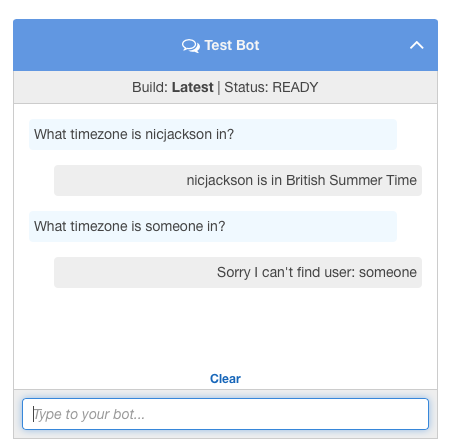 Test Bot
Build: Latest | Status: READY
What timezone is nicjackson in?
nicjackson is in British Summer Time
What timezone is someone in?
Sorry I can't find user: someone
Clear
Type to your bot...